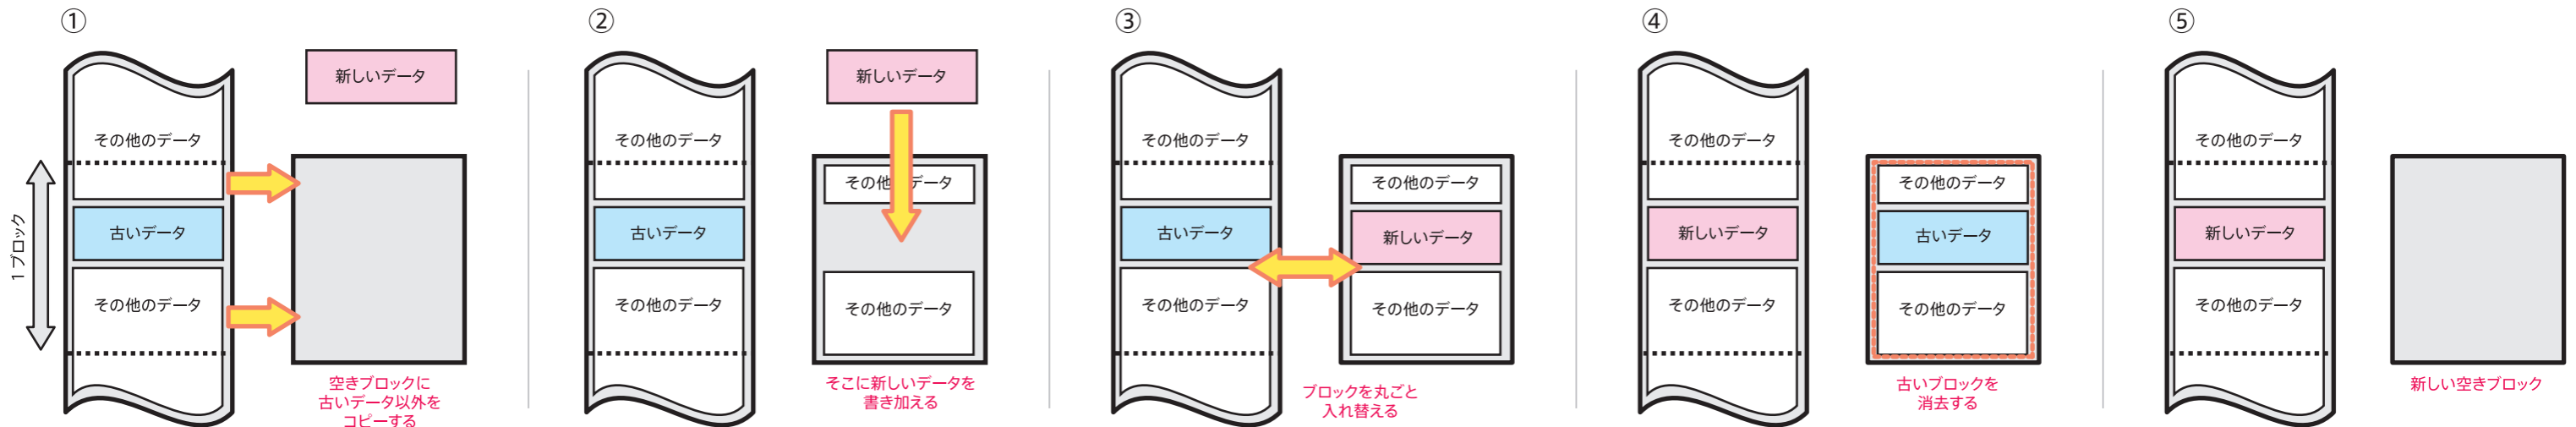 ①
新しいデータ
その他のデータ
古いデータ
その他のデータ
1ブロック
空きブロックに
古いデータ以外を
コピーする
②
新しいデータ
その他のデータ
古いデータ
その他のデータ
その他のデータ
その他のデータ
そこに新しいデータを
書き加える
③
その他のデータ
古いデータ
その他のデータ
その他のデータ
新しいデータ
その他のデータ
ブロックを丸ごと
入れ替える
④
その他のデータ
新しいデータ
その他のデータ
その他のデータ
古いデータ
その他のデータ
古いブロックを
消去する
⑤
その他のデータ
新しいデータ
その他のデータ
新しい空きブロック